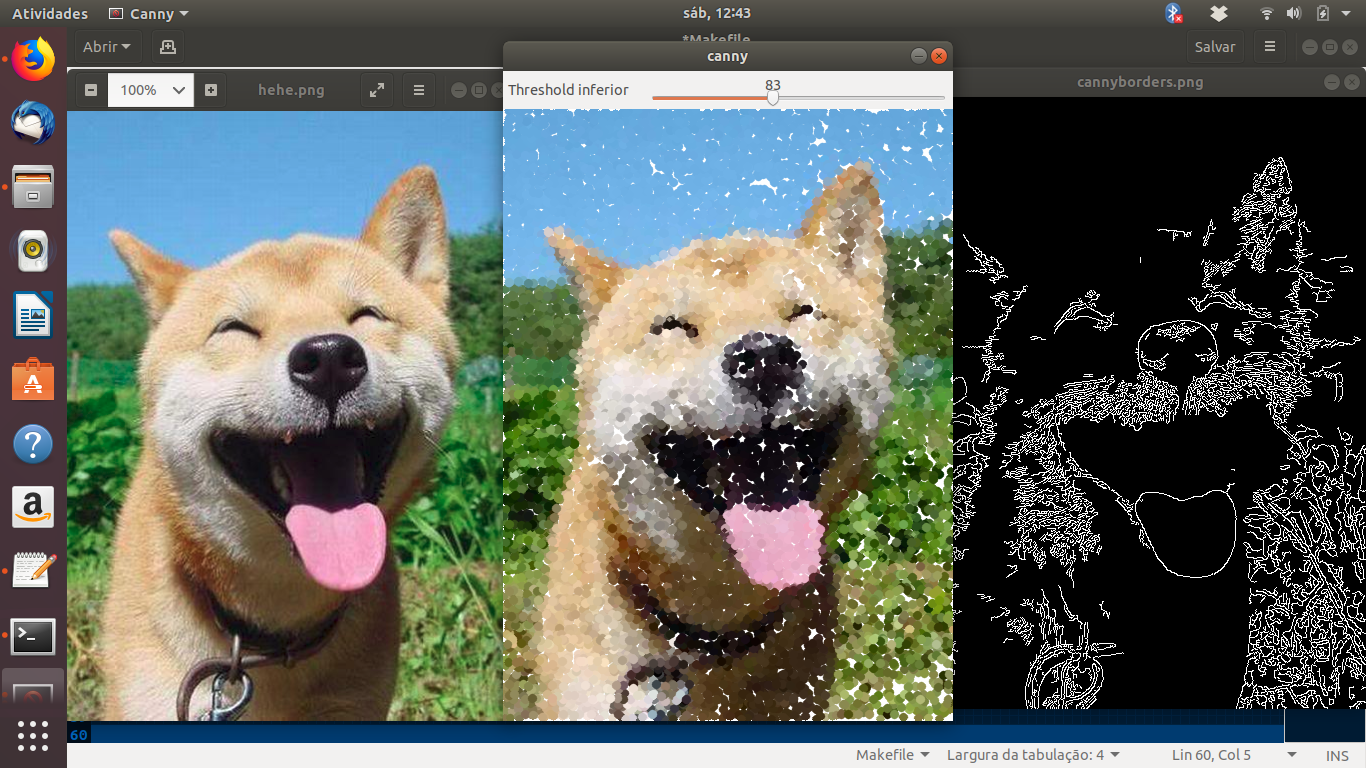 Atividades
Canny
sáb, 12:43
Abrir
*Makefile
Salvar
100%
hehe.png
canny
cannyborders.png
Threshold inferior
83
60
Makefile
Largura da tabulação: 4
Lin 60, Col 5
INS